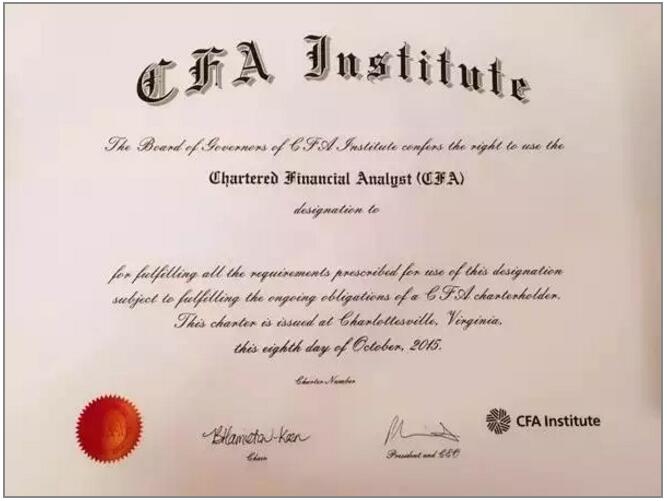 CFA Institute
The Board of Governors of CFA Institute confers the right to use the
Chartered Financial Analyst (CFA)
designation to
for fulfilling all the requirements prescribed for use of this designation
subject to fulfilling the ongoing obligations of a CFA charterholder.
This charter is issued at Charlottesville, Virginia,
this eighth day of October, 2015.
Charter Number
Chair
President and CEO
CFA Institute